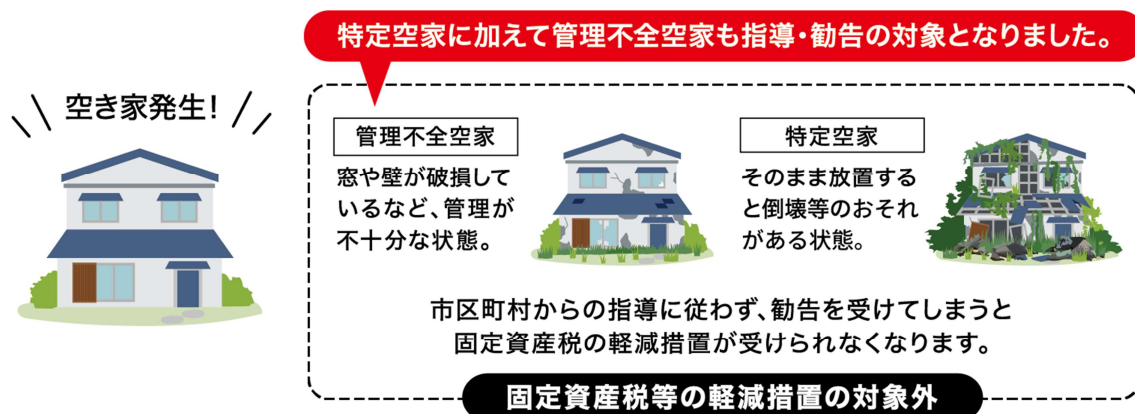 特定空家に加えて管理不全空家も指導・勧告の対象となりました。
空き家発生!
管理不全空家
窓や壁が破損して
いるなど、管理が
不十分な状態。
特定空家
そのまま放置する
と倒壊等のおそれ
がある状態。
市区町村からの指導に従わず、勧告を受けてしまうと
固定資産税の軽減措置が受けられなくなります。
固定資産税等の軽減措置の対象外